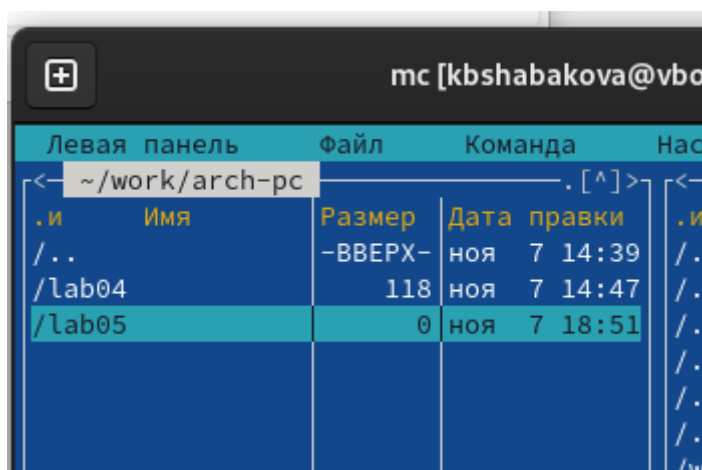 mc [kbshabakova@vbo
Левая панель Файл Команда Нас
<- ~/work/arch-pc .[^]> <-
.и Имя Размер Дата правки .и
/.. -ВВЕРХ- ноя 7 14:39 /.
/lab04 118 ноя 7 14:47 /.
/lab05 0 ноя 7 18:51 /.
/.
/.
/.